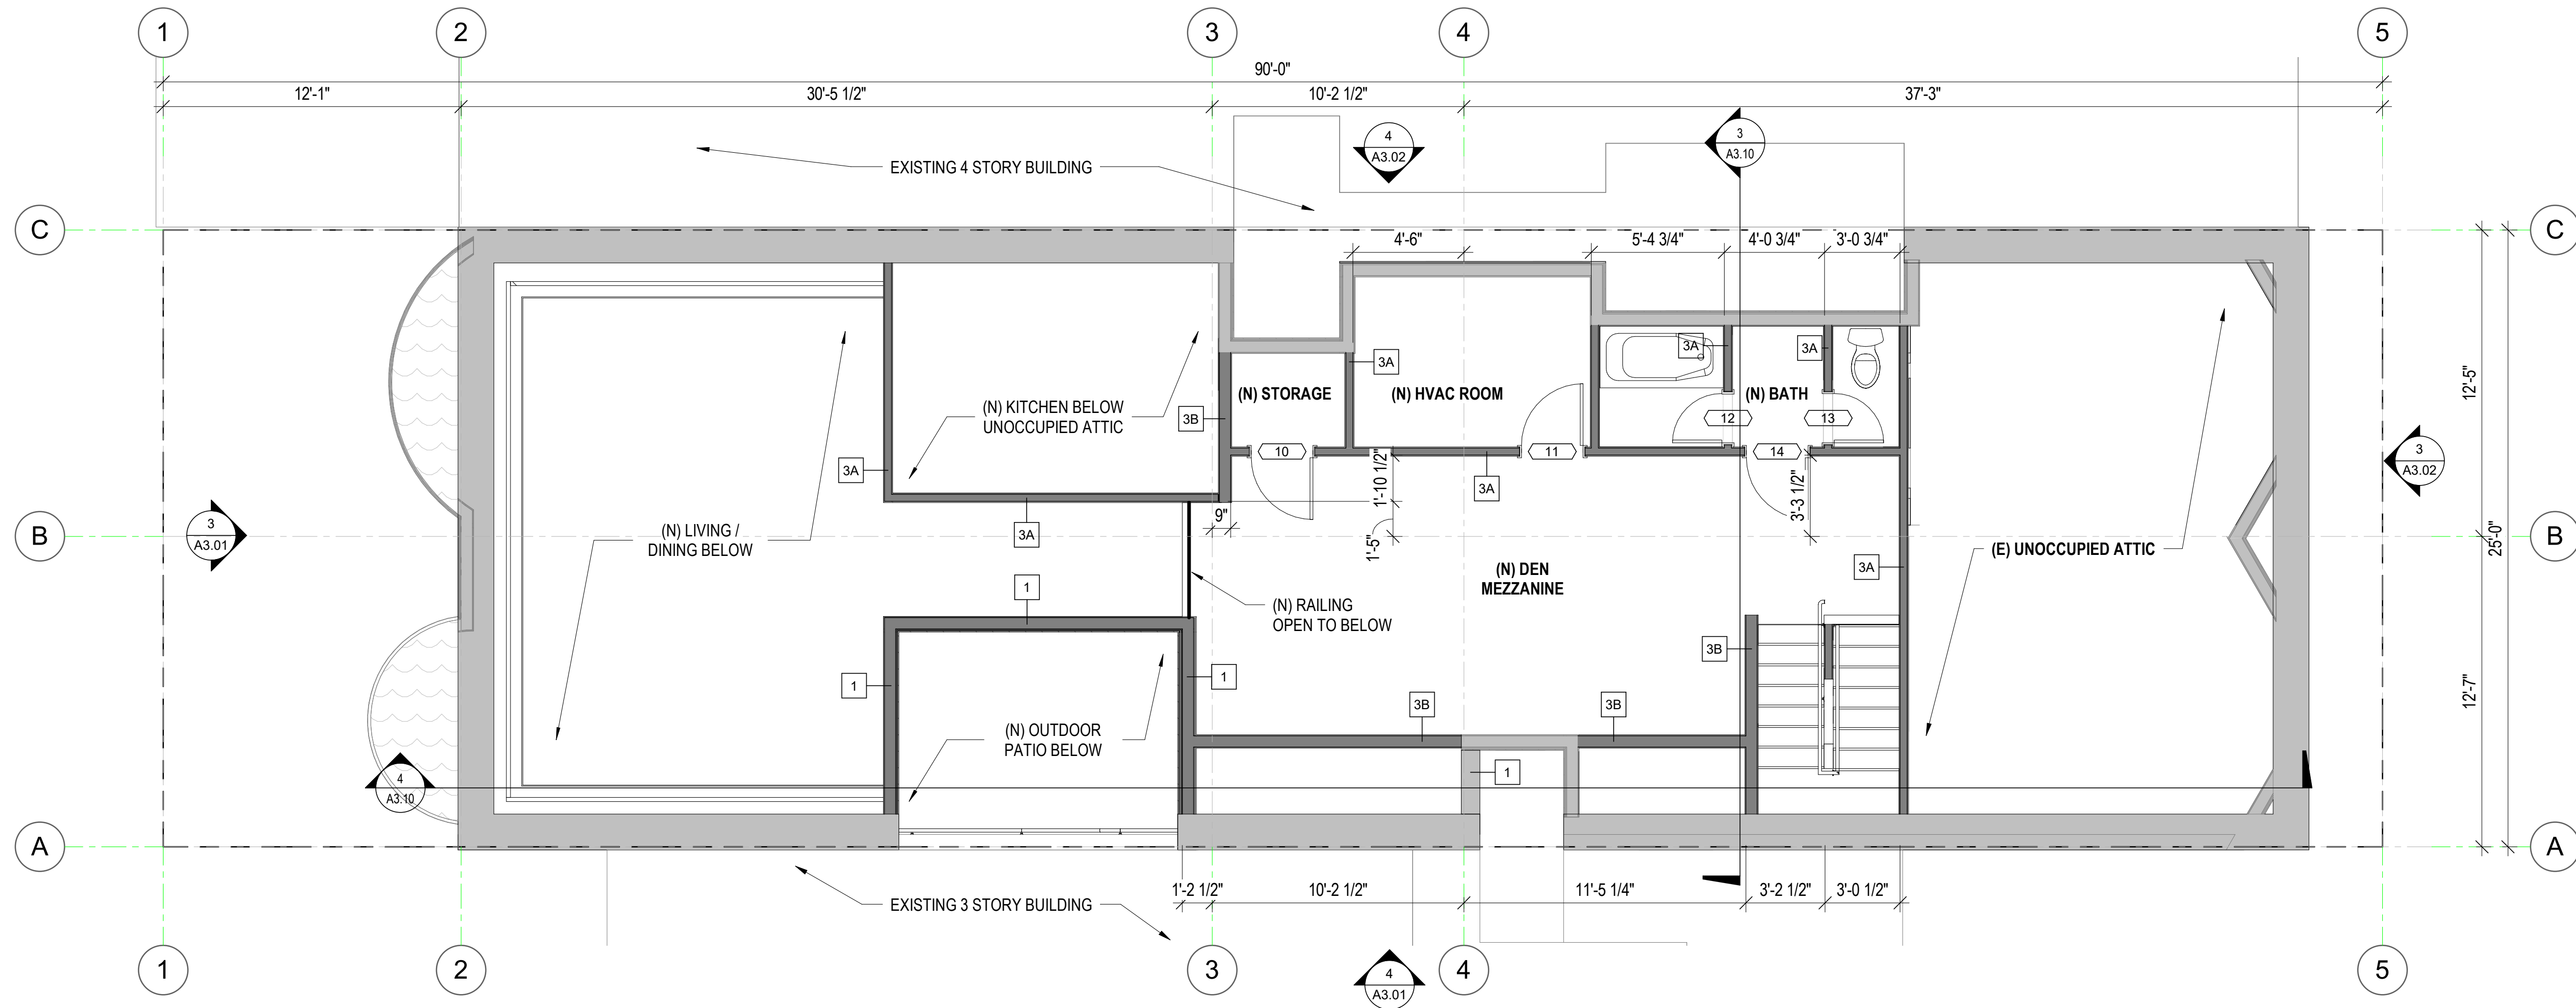 1
2
3
4
5
90'-0"
12'-1"
30'-5 1/2"
10'-2 1/2"
37'-3"
4
A3.02
3
A3.10
EXISTING 4 STORY BUILDING
C
C
4'-6"
5'-4 3/4"
4'-0 3/4"
3'-0 3/4"
3A
3A
3A
(N) STORAGE
(N) HVAC ROOM
(N) BATH
(N) KITCHEN BELOW
UNOCCUPIED ATTIC
3B
12
13
12'-5"
10
11
14
3A
3A
1'-10 1/2"
3'-3 1/2"
3
A3.02
9"
1'-5"
3
A3.01
B
(N) LIVING /
DINING BELOW
3A
B
25'-0"
(E) UNOCCUPIED ATTIC
(N) DEN
MEZZANINE
3A
1
(N) RAILING
OPEN TO BELOW
3B
1
1
3B
3B
12'-7"
(N) OUTDOOR
PATIO BELOW
1
4
A3.10
A
A
1'-2 1/2"
10'-2 1/2"
11'-5 1/4"
3'-2 1/2"
3'-0 1/2"
EXISTING 3 STORY BUILDING
1
2
3
4
5
4
A3.01